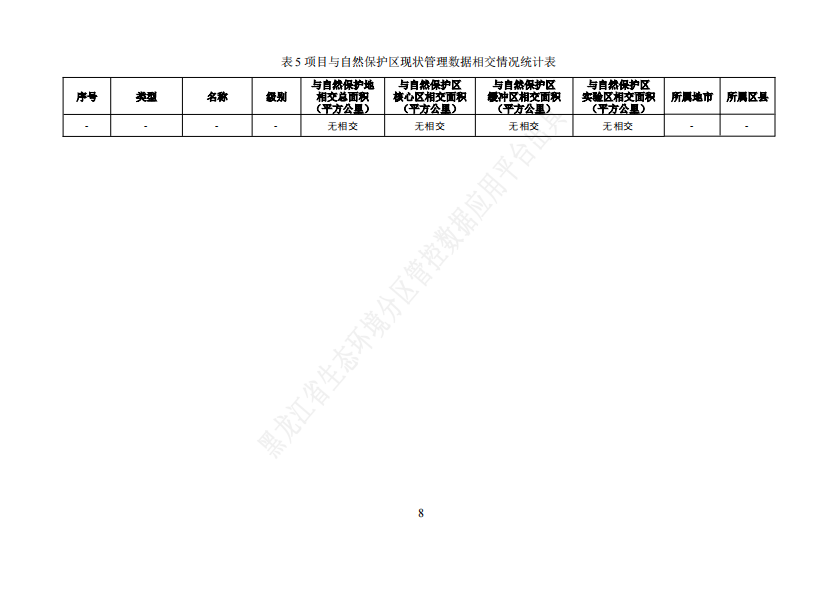 表 5 项目与自然保护区现状管理数据相交情况统计表
序号 类型 名称 级别 与自然保护地相交总面积（平方公里） 与自然保护区核心区相交面积（平方公里） 与自然保护区缓冲区相交面积（平方公里） 与自然保护区实验区相交面积（平方公里） 所属地市 所属区县
- - - - 无相交 无相交 无相交 无相交 - -
黑龙江省生态环境分区管控数据应用平台
8